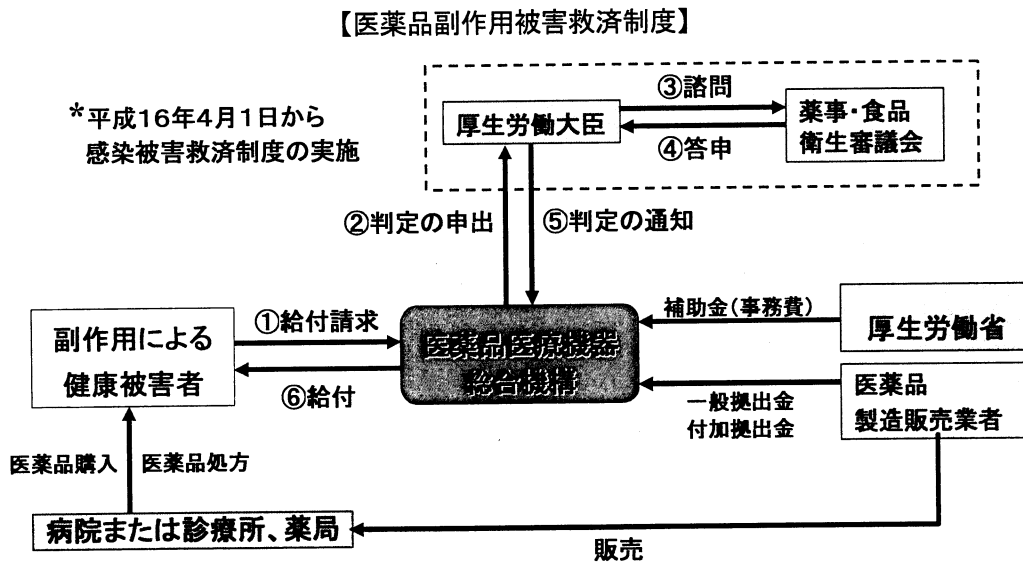 【医薬品副作用被害救済制度】
*平成16年4月1日から
感染被害救済制度の実施
厚生労働大臣
③諮問
④答申
薬事・食品
衛生審議会
②判定の申出
⑤判定の通知
副作用による
健康被害者
①給付請求
⑥給付
医薬品医療機器
総合機構
補助金(事務費)
厚生労働省
一般拠出金
付加拠出金
医薬品
製造販売業者
医薬品購入
医薬品処方
病院または診療所、薬局
販売